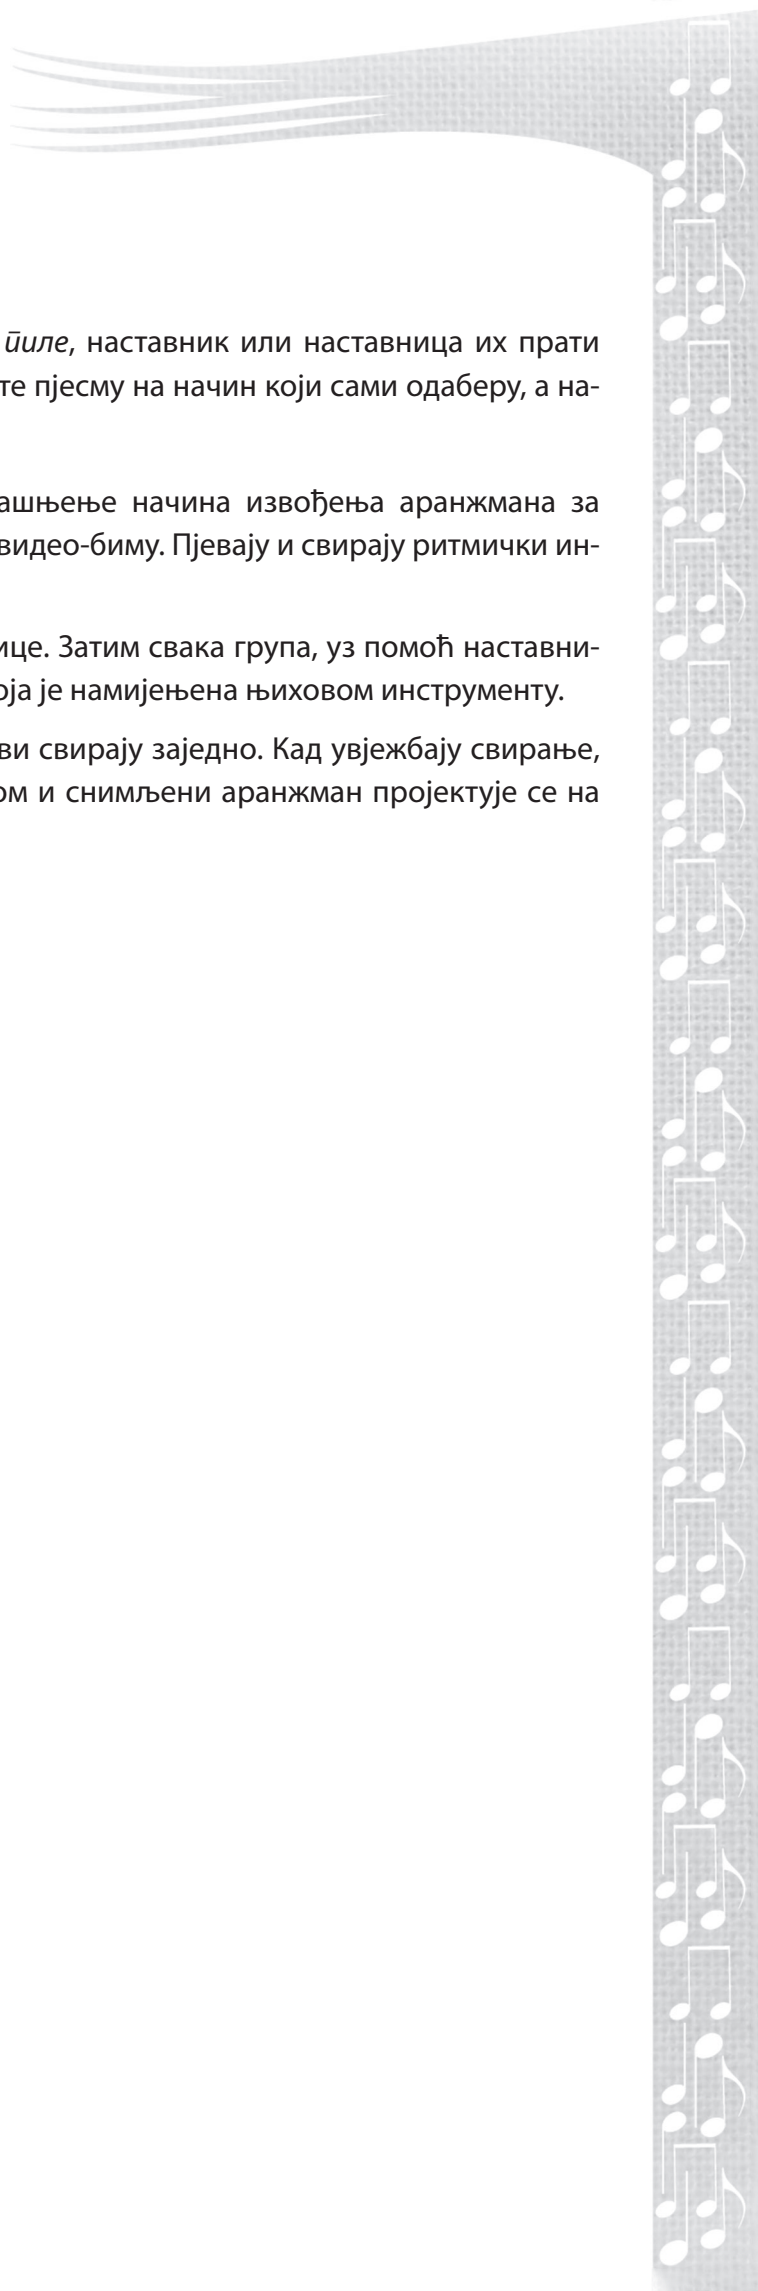 пиле, наставник или наставница их прати
те пјесму на начин који сами одаберу, а на-
ашњење начина извођења аранжмана за
видео-биму. Пјевају и свирају ритмички ин-
ице. Затим свака група, уз помоћ наставни-
оја је намијењена њиховом инструменту.
ви свирају заједно. Кад увјежбају свирање,
ом и снимљени аранжман пројектује се на